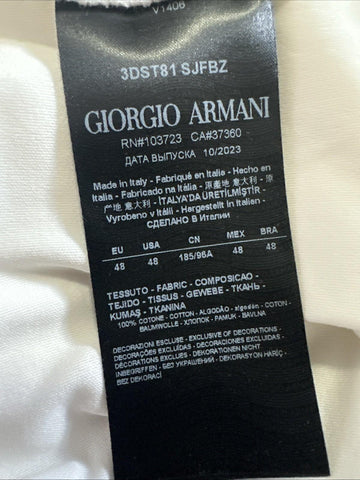 V1406
3DST81 SJFBZ
GIORGIO ARMANI
RN#103723 CA#37360
ДАТА ВЫПУСКА 10/2023
Made in Italy - Fabriqué en Italie - Hecho en
Italia - Fabricado na Itália - 原產地 意大利 - 原
产地 意大利 - İTALYA'DA ÜRETİLMİŞTİR -
Vyrobeno v Itálii - Hergestellt in Italien -
СДЕЛАНО В Италии
EU USA CN MEX BRA
48 48 185/96A 48 48
TESSUTO - FABRIC - COMPOSICAO -
TEJIDO - TISSUS - GEWEBE - ТКАНЬ -
KUMAŞ - TKANINA
100% COTONE - COTTON - ALGODÃO - algodón - COTON -
BAUMWOLLE - ХЛОПОК - PAMUK - BAVLNA
DECORAZIONI ESCLUSE - EXCLUSIVE OF DECORATIONS -
DECORAÇÕES EXCLUÍDAS - DECORACIONES EXCLUIDAS -
DÉCORATIONS EXCLUES - DEKORATIONEN NICHT
INBEGRIFFEN - БЕЗ УКРАШЕНИЙ - DEKORASYON HARİÇ -
BEZ DEKORACÍ